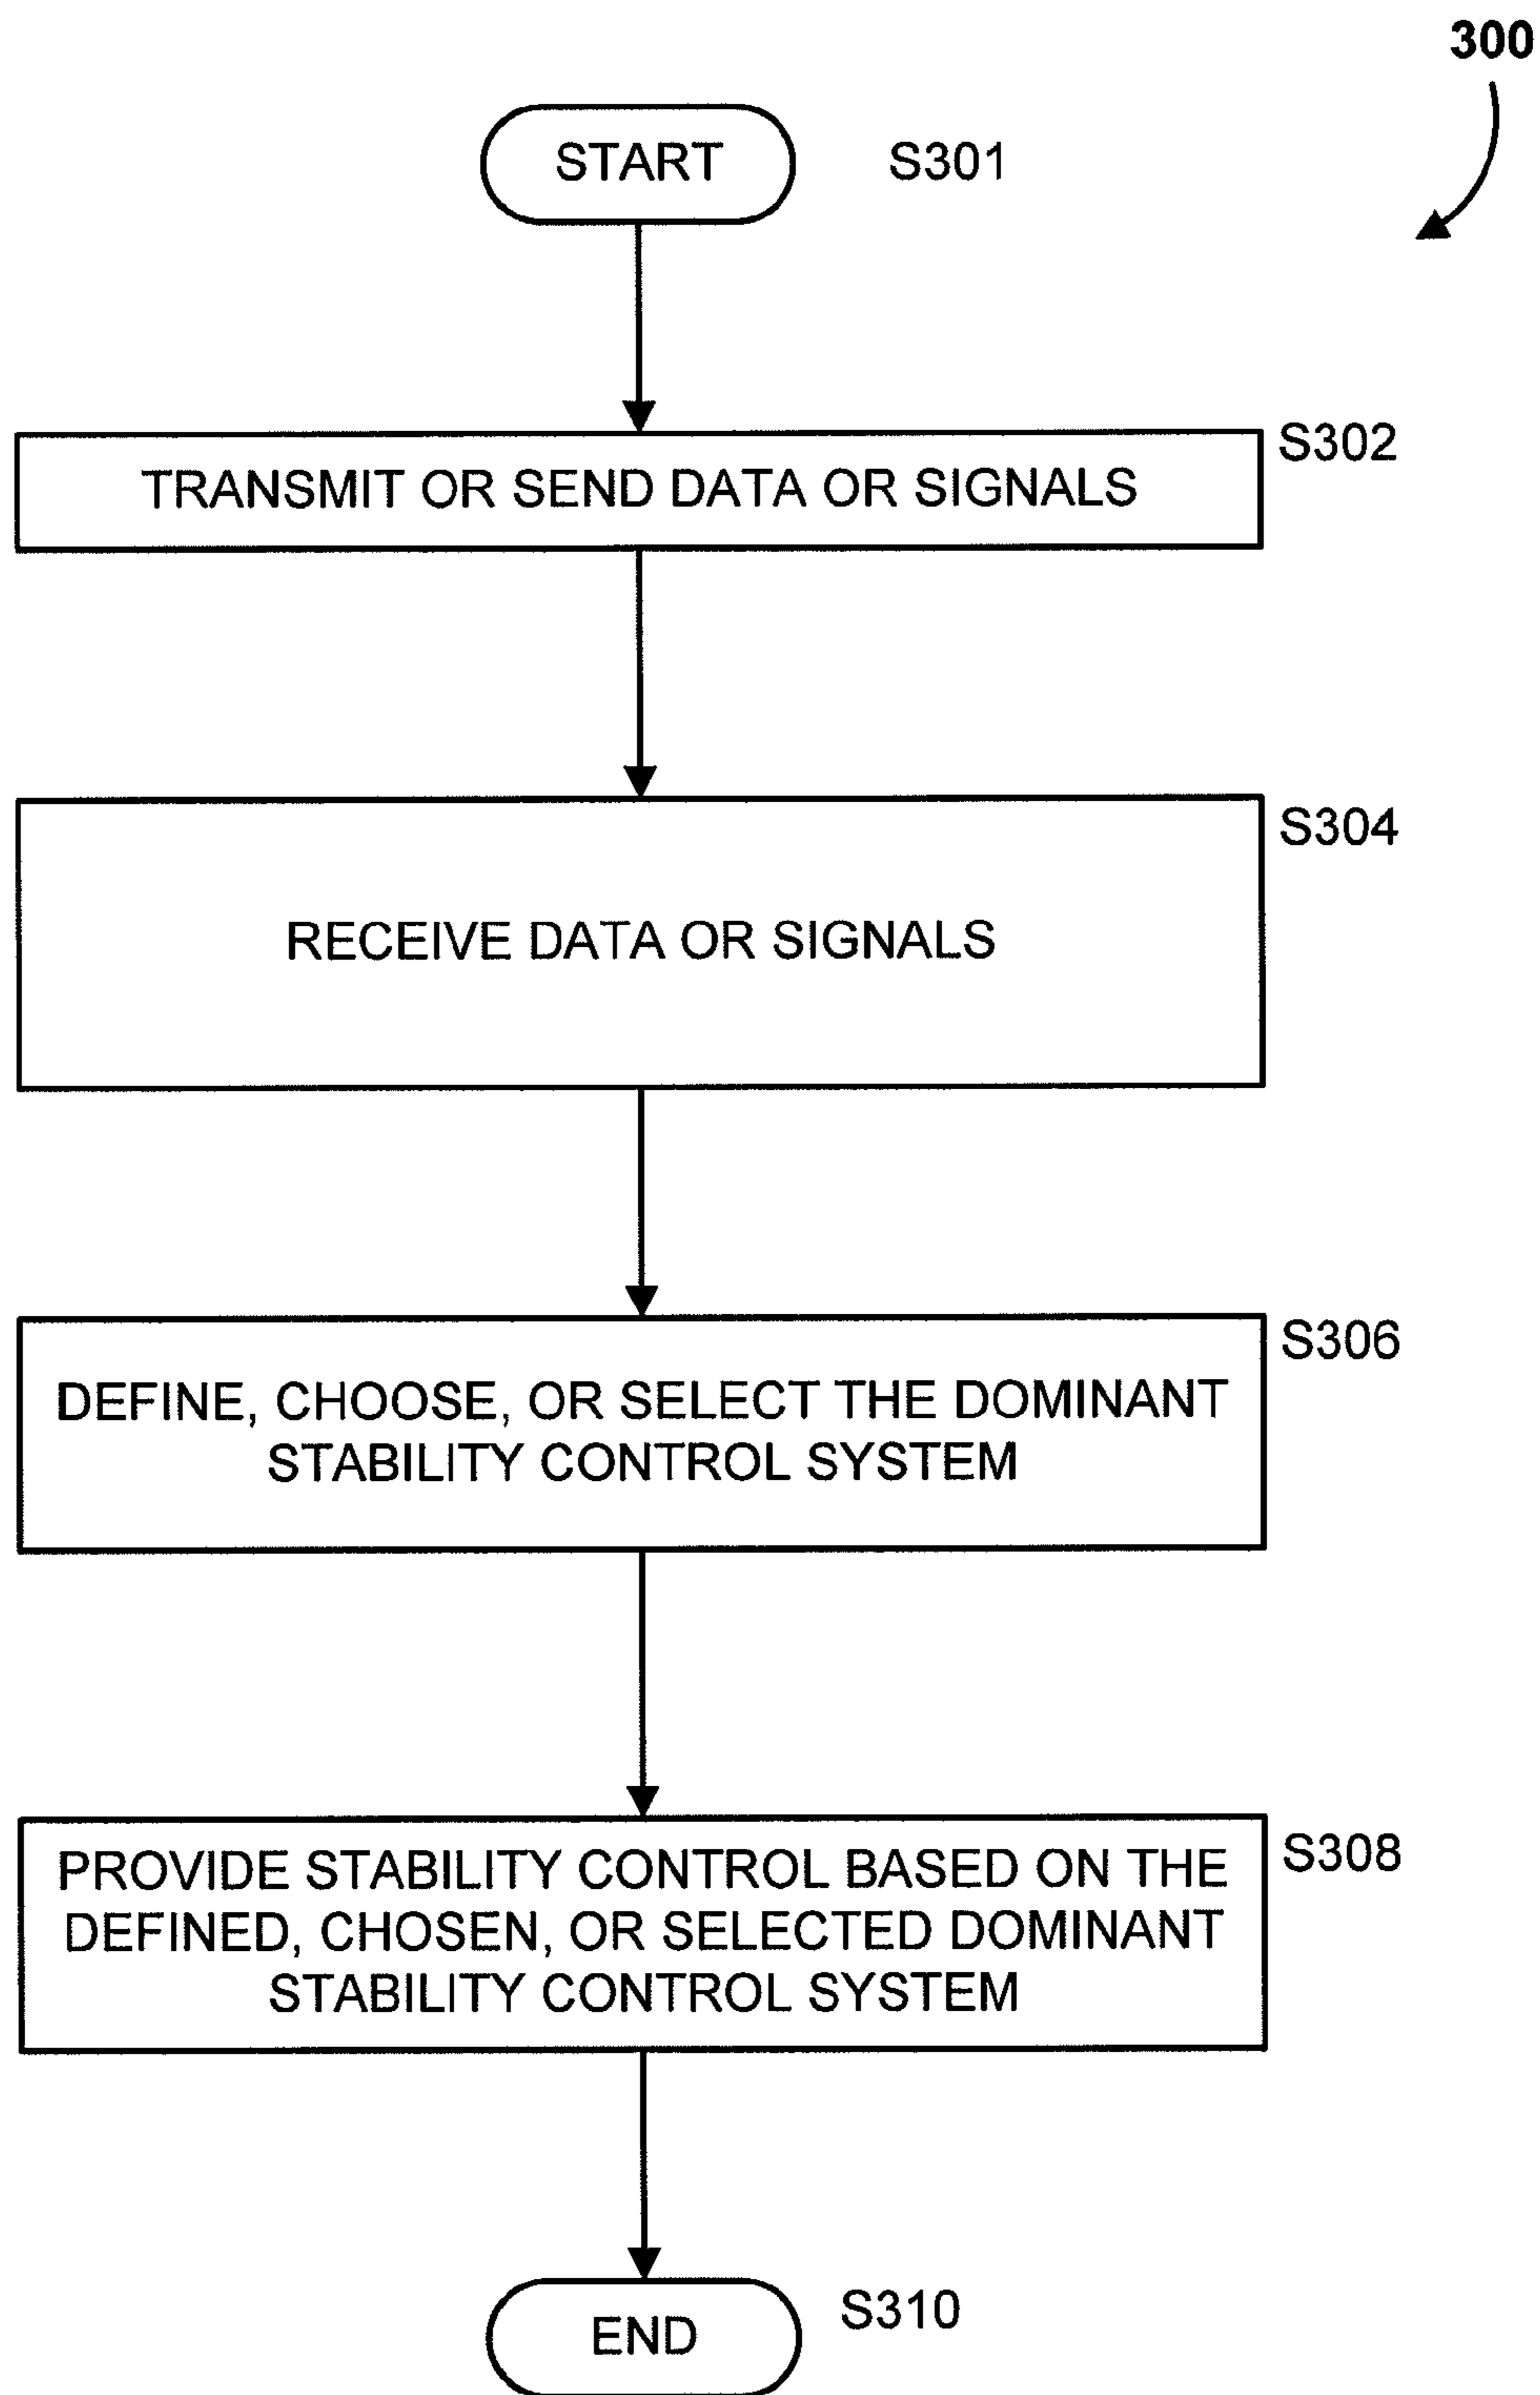 300
START S301
S302
TRANSMIT OR SEND DATA OR SIGNALS
S304
RECEIVE DATA OR SIGNALS
S306
DEFINE, CHOOSE, OR SELECT THE DOMINANT
STABILITY CONTROL SYSTEM
S308
PROVIDE STABILITY CONTROL BASED ON THE
DEFINED, CHOSEN, OR SELECTED DOMINANT
STABILITY CONTROL SYSTEM
S310
END